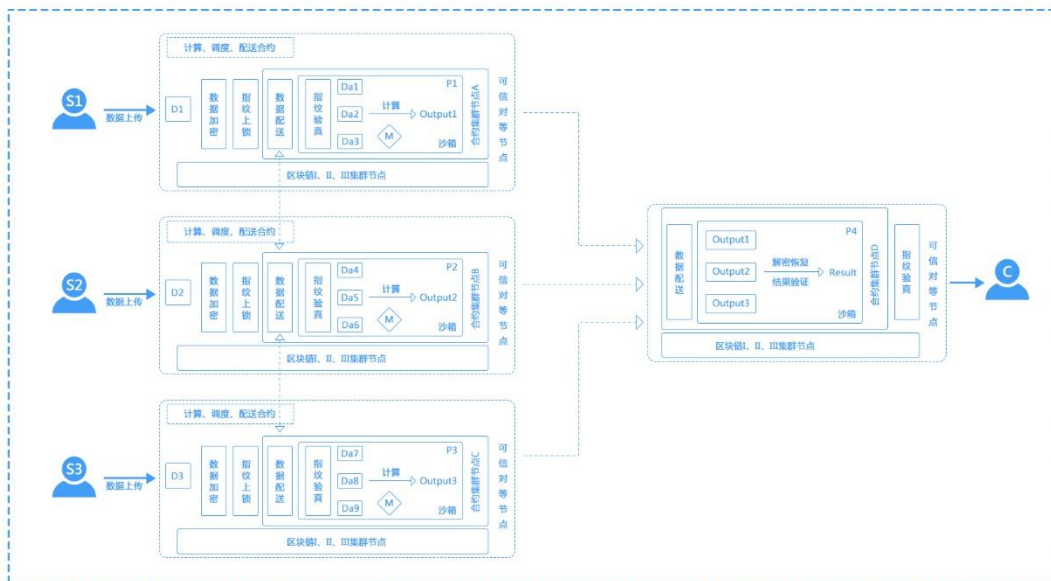 计算、调度、配送合约
S1
数据上传
D1
数据加密
指纹上锁
数据配送
指纹验真
Da1
Da2
Da3
计算
M
Output1
P1
沙箱
合约集群节点A
可信对等节点
区块链I、II、III集群节点
计算、调度、配送合约
S2
数据上传
D2
数据加密
指纹上锁
数据配送
指纹验真
Da4
Da5
Da6
计算
M
Output2
P2
沙箱
合约集群节点B
可信对等节点
区块链I、II、III集群节点
计算、调度、配送合约
S3
数据上传
D3
数据加密
指纹上锁
数据配送
指纹验真
Da7
Da8
Da9
计算
M
Output3
P3
沙箱
合约集群节点C
可信对等节点
区块链I、II、III集群节点
数据配送
Output1
Output2
Output3
解密恢复
结果验证
Result
P4
沙箱
合约集群节点D
指纹验真
可信对等节点
区块链I、II、III集群节点
C